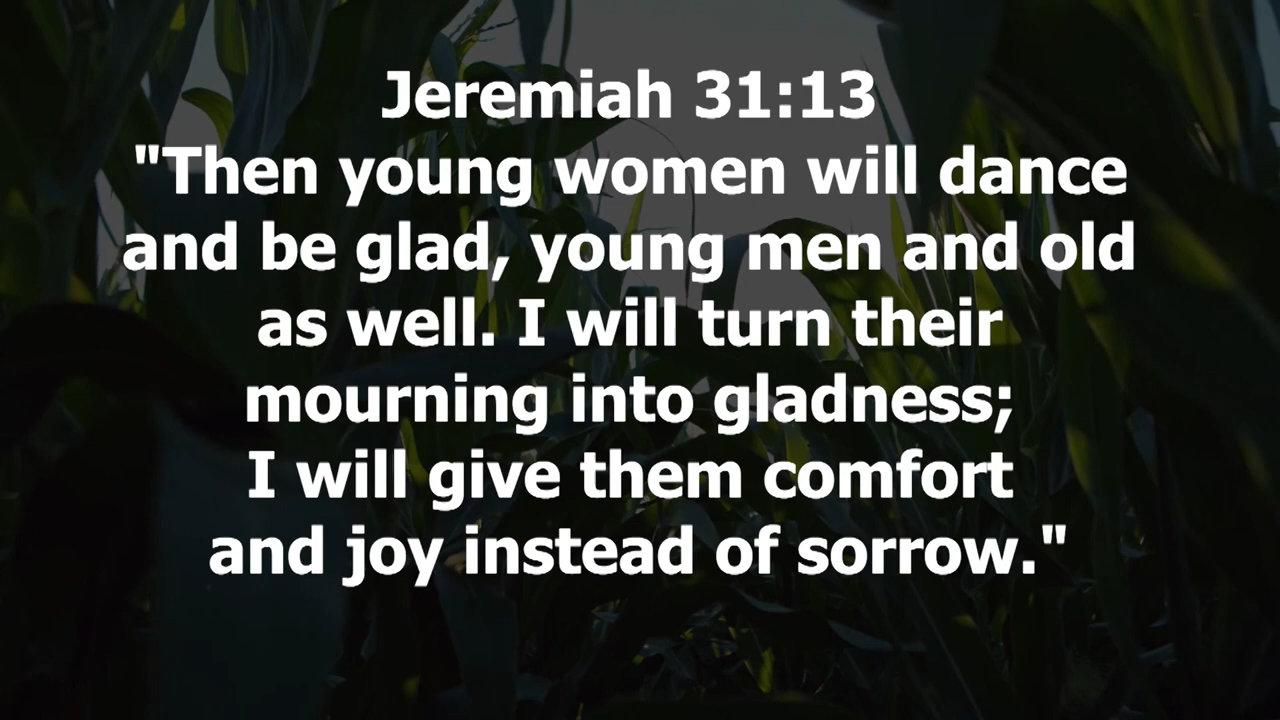 Jeremiah 31:13
"Then young women will dance
and be glad, young men and old
as well. I will turn their
mourning into gladness;
I will give them comfort
and joy instead of sorrow."